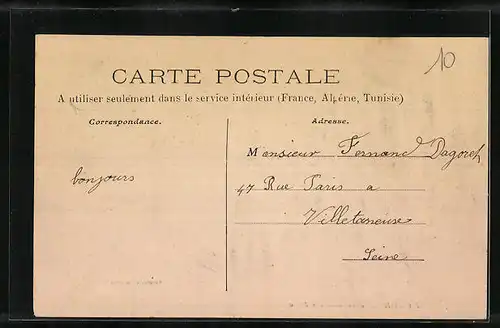 10
CARTE POSTALE
A utiliser seulement dans le service intérieur (France, Algérie, Tunisie)
Correspondance.
Adresse.
bonjours
Monsieur Fernand Dagoret
47 Rue Paris a
Villetaneuse
Seine